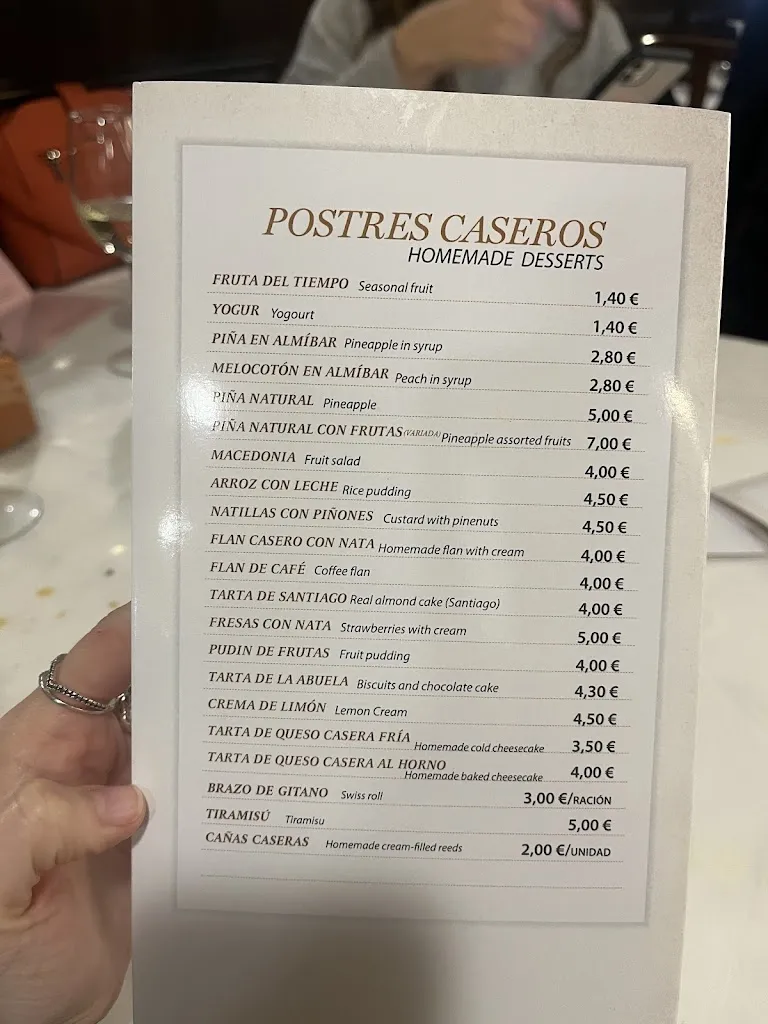 POSTRES CASEROS
HOMEMADE DESSERTS
FRUTA DEL TIEMPO Seasonal fruit 1,40 €
YOGUR Yogourt 1,40 €
PIÑA EN ALMÍBAR Pineapple in syrup 2,80 €
MELOCOTÓN EN ALMÍBAR Peach in syrup 2,80 €
PIÑA NATURAL Pineapple 5,00 €
PIÑA NATURAL CON FRUTAS (VARIADA) Pineapple assorted fruits 7,00 €
MACEDONIA Fruit salad 4,00 €
ARROZ CON LECHE Rice pudding 4,50 €
NATILLAS CON PIÑONES Custard with pinenuts 4,50 €
FLAN CASERO CON NATA Homemade flan with cream 4,00 €
FLAN DE CAFÉ Coffee flan 4,00 €
TARTA DE SANTIAGO Real almond cake (Santiago) 4,00 €
FRESAS CON NATA Strawberries with cream 5,00 €
PUDIN DE FRUTAS Fruit pudding 4,00 €
TARTA DE LA ABUELA Biscuits and chocolate cake 4,30 €
CREMA DE LIMÓN Lemon Cream 4,50 €
TARTA DE QUESO CASERA FRÍA Homemade cold cheesecake 3,50 €
TARTA DE QUESO CASERA AL HORNO Homemade baked cheesecake 4,00 €
BRAZO DE GITANO Swiss roll 3,00 €/RACIÓN
TIRAMISÚ Tiramisu 5,00 €
CAÑAS CASERAS Homemade cream-filled reeds 2,00 €/UNIDAD